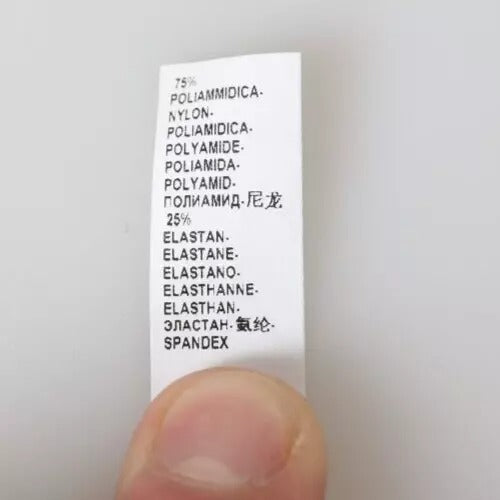 75%
POLIAMMIDICA-
NYLON-
POLIAMIDICA-
POLYAMIDE-
POLIAMIDA-
POLYAMID-
ПОЛИАМИД-尼龙
25%
ELASTAN-
ELASTANE-
ELASTANO-
ELASTHANNE-
ELASTHAN-
ЭЛАСТАН-氨纶-
SPANDEX